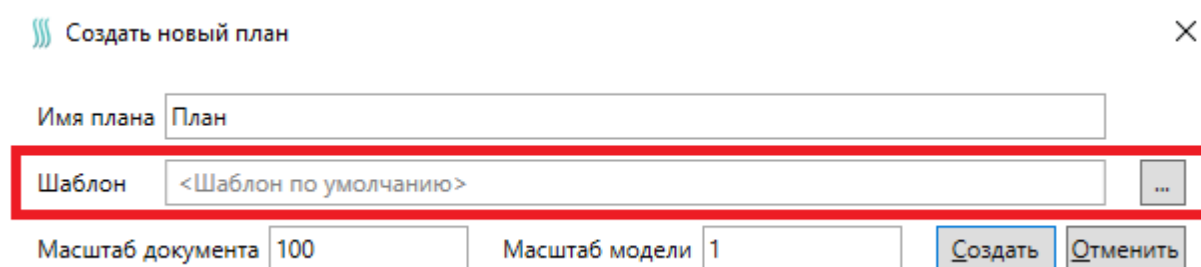 Создать новый план
Имя плана План
Шаблон <Шаблон по умолчанию> ...
Масштаб документа 100 Масштаб модели 1 Создать Отменить